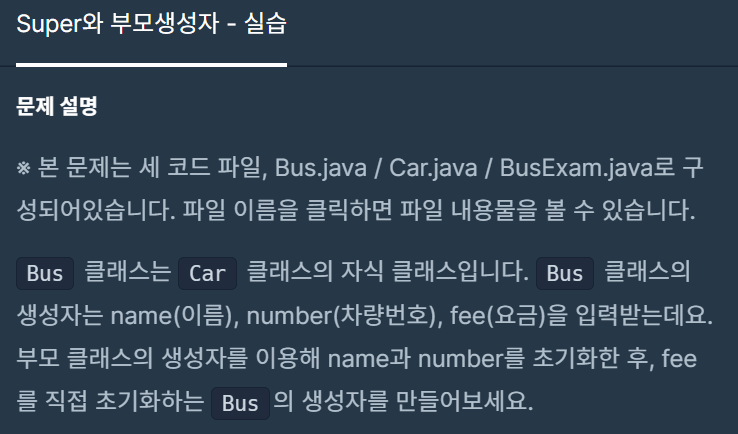 Super와 부모생성자 - 실습
문제 설명
※ 본 문제는 세 코드 파일, Bus.java / Car.java / BusExam.java로 구
성되어있습니다. 파일 이름을 클릭하면 파일 내용물을 볼 수 있습니다.
Bus 클래스는 Car 클래스의 자식 클래스입니다. Bus 클래스의
생성자는 name(이름), number(차량번호), fee(요금)을 입력받는데요.
부모 클래스의 생성자를 이용해 name과 number를 초기화한 후, fee
를 직접 초기화하는 Bus의 생성자를 만들어보세요.